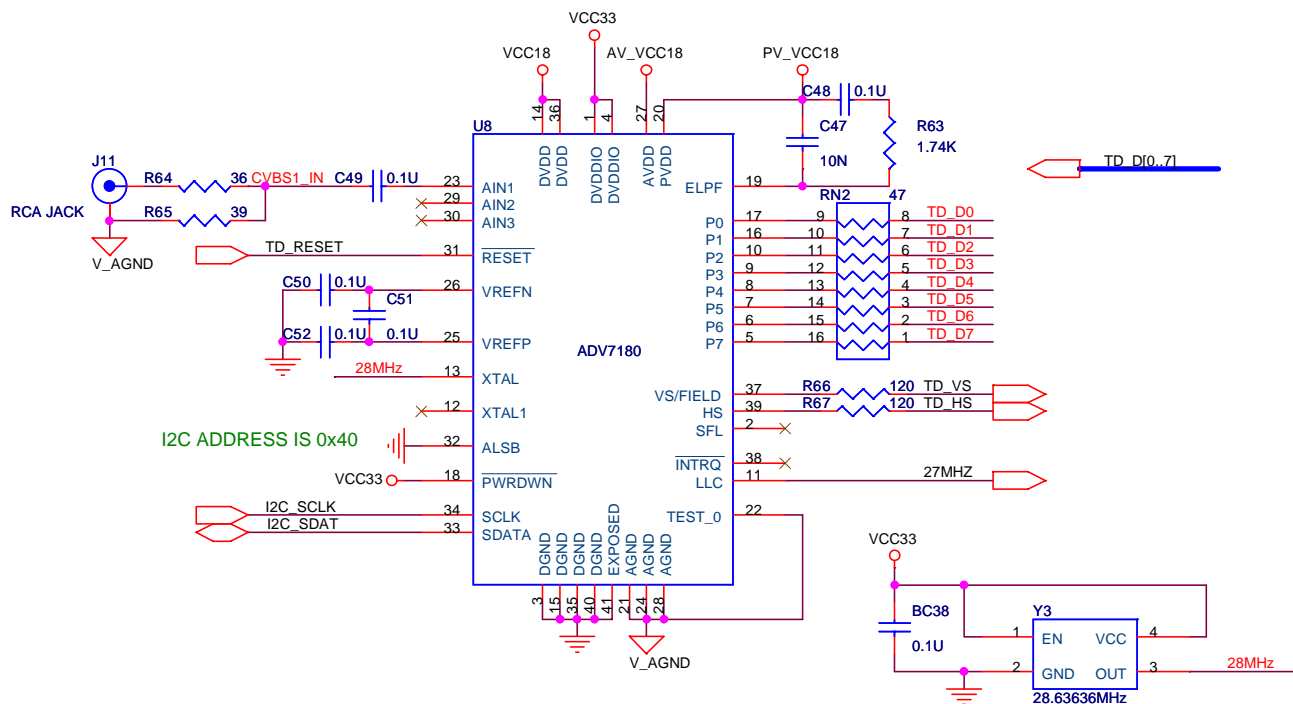 VCC33
VCC18
AV_VCC18
PV_VCC18
C48 0.1U
14
36
1
4
27
20
U8
C47
10N
R63
1.74K
DVDD
DVDD
DVDDIO
DVDDIO
AVDD
PVDD
TD_D[0..7]
J11
RCA JACK
R64 36
CVBS1_IN
C49 0.1U
R65 39
V_AGND
23 AIN1
29 AIN2
30 AIN3
ELPF 19
RN2 47
P0 17 9 8 TD_D0
P1 16 10 7 TD_D1
P2 10 11 6 TD_D2
P3 9 12 5 TD_D3
P4 8 13 4 TD_D4
P5 7 14 3 TD_D5
P6 6 15 2 TD_D6
P7 5 16 1 TD_D7
TD_RESET 31 RESET
C50 0.1U
26 VREFN
C51
0.1U
C52 0.1U
25 VREFP
ADV7180
28MHz 13 XTAL
12 XTAL1
I2C ADDRESS IS 0x40
32 ALSB
VCC33 18 PWRDWN
I2C_SCLK 34 SCLK
I2C_SDAT 33 SDATA
VS/FIELD 37 R66 120 TD_VS
HS 39 R67 120 TD_HS
SFL 2
INTRQ 38
LLC 11 27MHZ
TEST_0 22
DGND
DGND
DGND
DGND
EXPOSED
AGND
AGND
AGND
3
15
35
40
41
21
24
28
V_AGND
VCC33
BC38
0.1U
Y3
1 EN VCC 4
2 GND OUT 3 28MHz
28.63636MHz